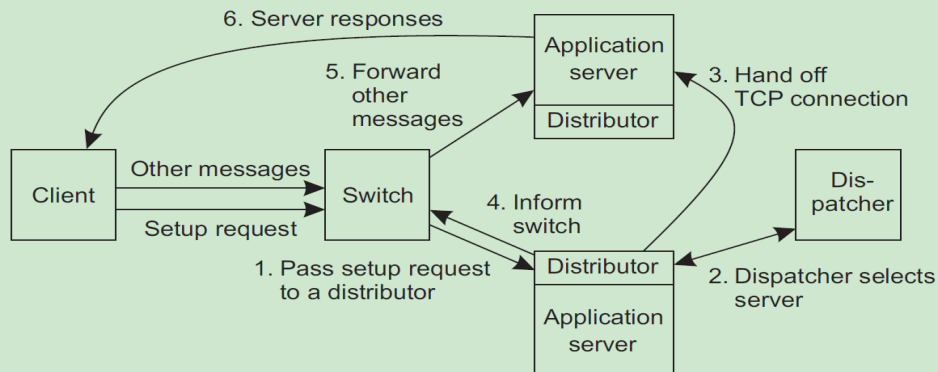 6. Server responses
Application
server
Distributor
5. Forward
other
messages
3. Hand off
TCP connection
Client
Other messages
Setup request
Switch
4. Inform
switch
Dis-
patcher
1. Pass setup request
to a distributor
Distributor
Application
server
2. Dispatcher selects
server